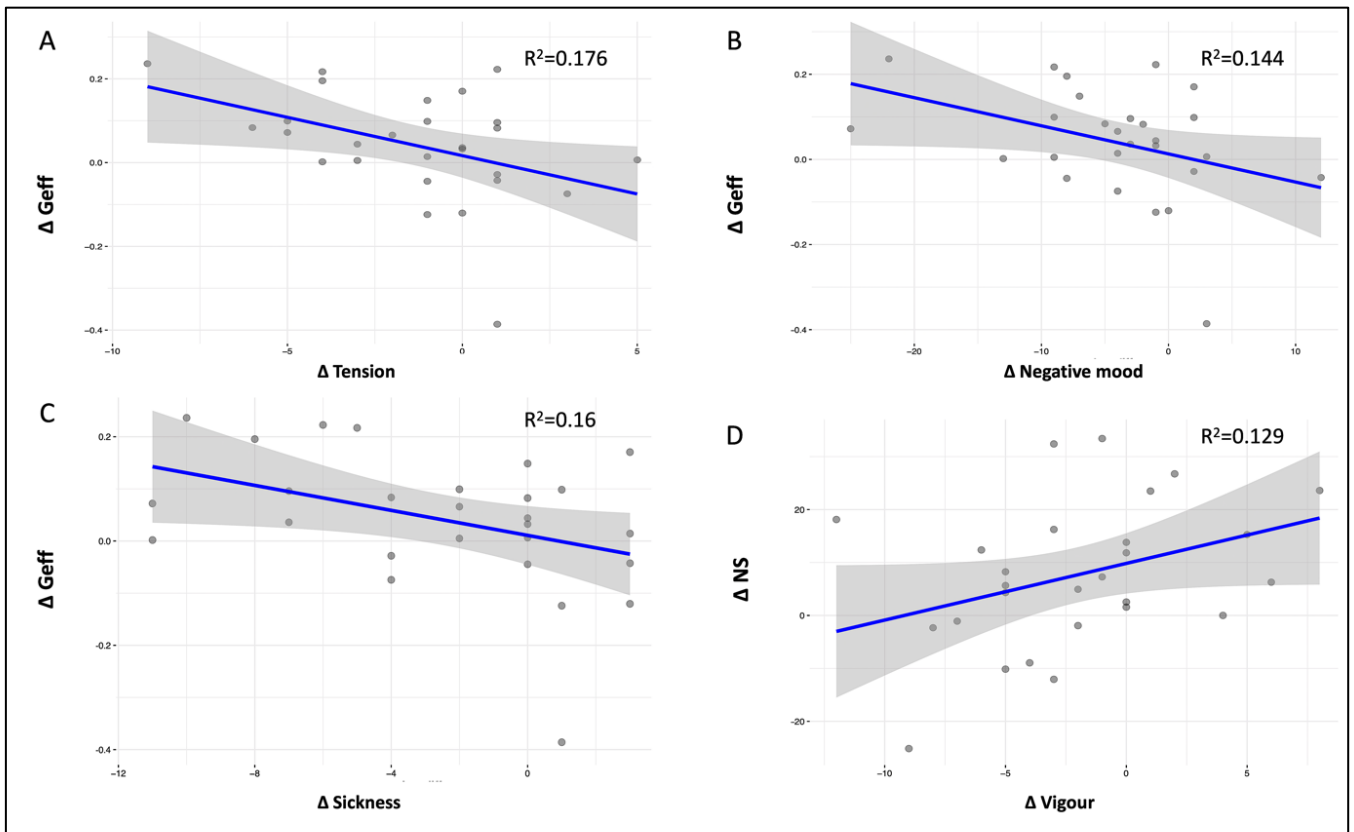 A
R²=0.176
Δ Geff
0.2
0.0
−0.2
−0.4
−10
−5
0
5
Δ Tension
B
R²=0.144
Δ Geff
0.2
0.0
−0.2
−0.4
−20
−10
0
10
Δ Negative mood
C
R²=0.16
Δ Geff
0.2
0.0
−0.2
−0.4
−12
−8
−4
0
Δ Sickness
D
R²=0.129
Δ NS
20
0
−20
−10
−5
0
5
Δ Vigour